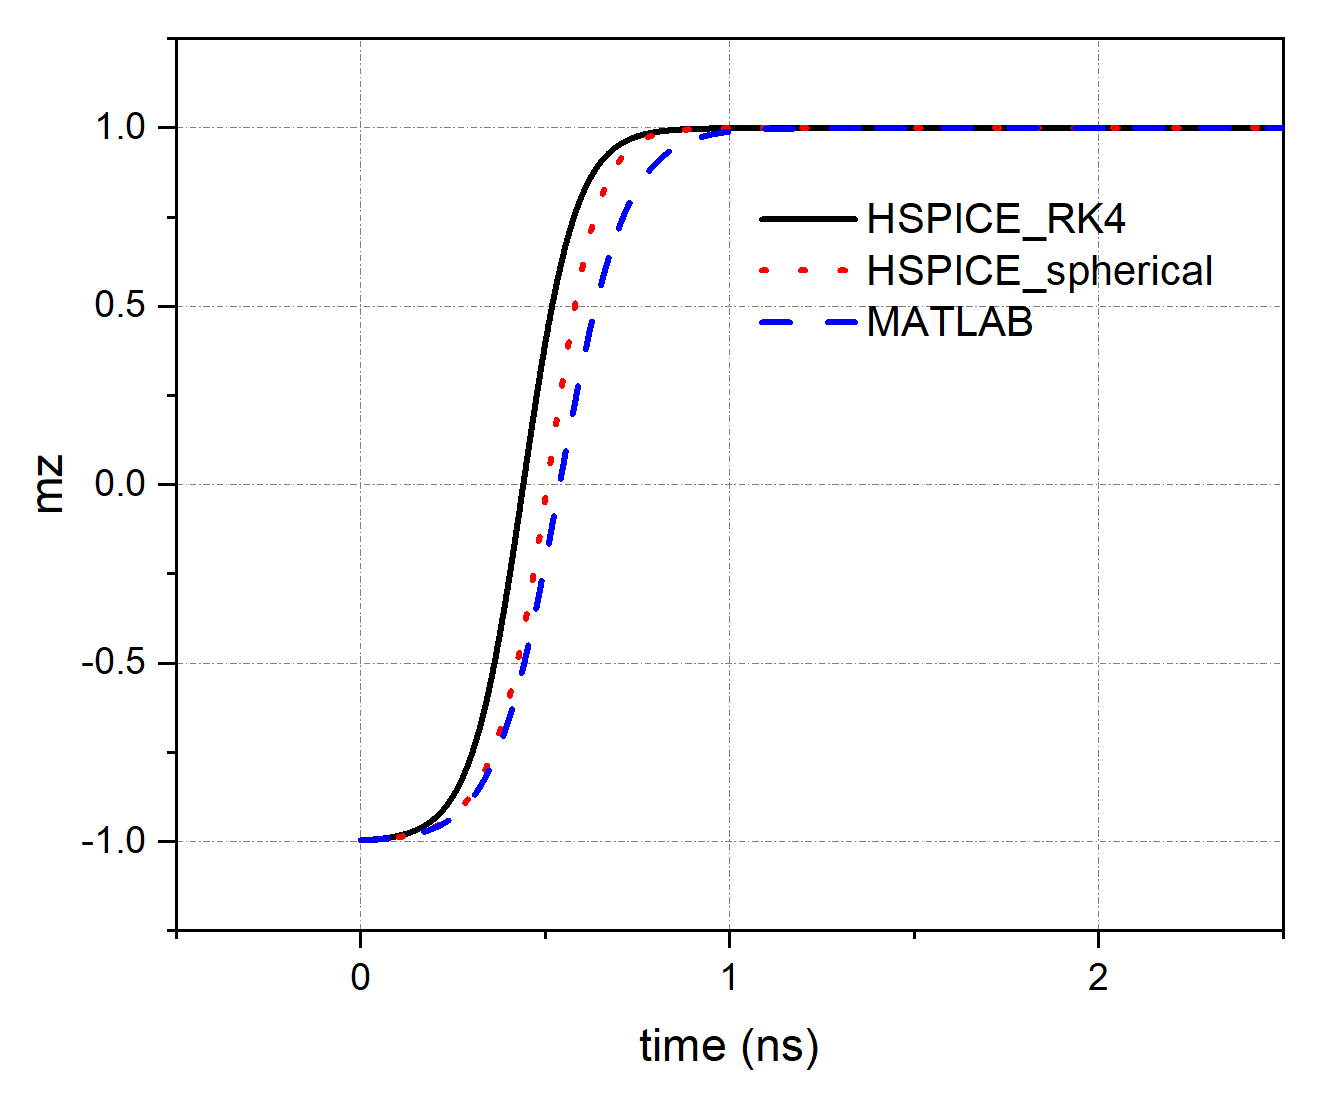 1.0
0.5
0.0
-0.5
-1.0
mz
HSPICE_RK4
HSPICE_spherical
MATLAB
0 1 2
time (ns)